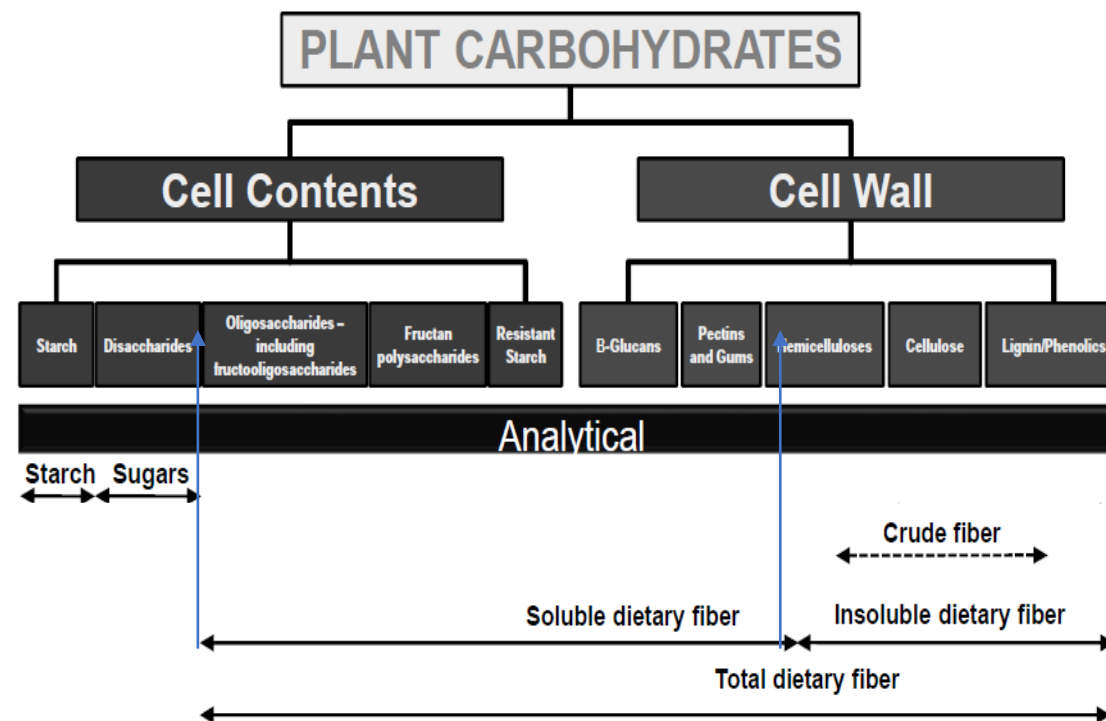 PLANT CARBOHYDRATES
Cell Contents
Cell Wall
Starch
Disaccharides
Oligosaccharides –
including
fructooligosaccharides
Fructan
polysaccharides
Resistant
Starch
B-Glucans
Pectins
and Gums
Hemicelluloses
Cellulose
Lignin/Phenolics
Analytical
Starch
Sugars
Crude fiber
Soluble dietary fiber
Insoluble dietary fiber
Total dietary fiber